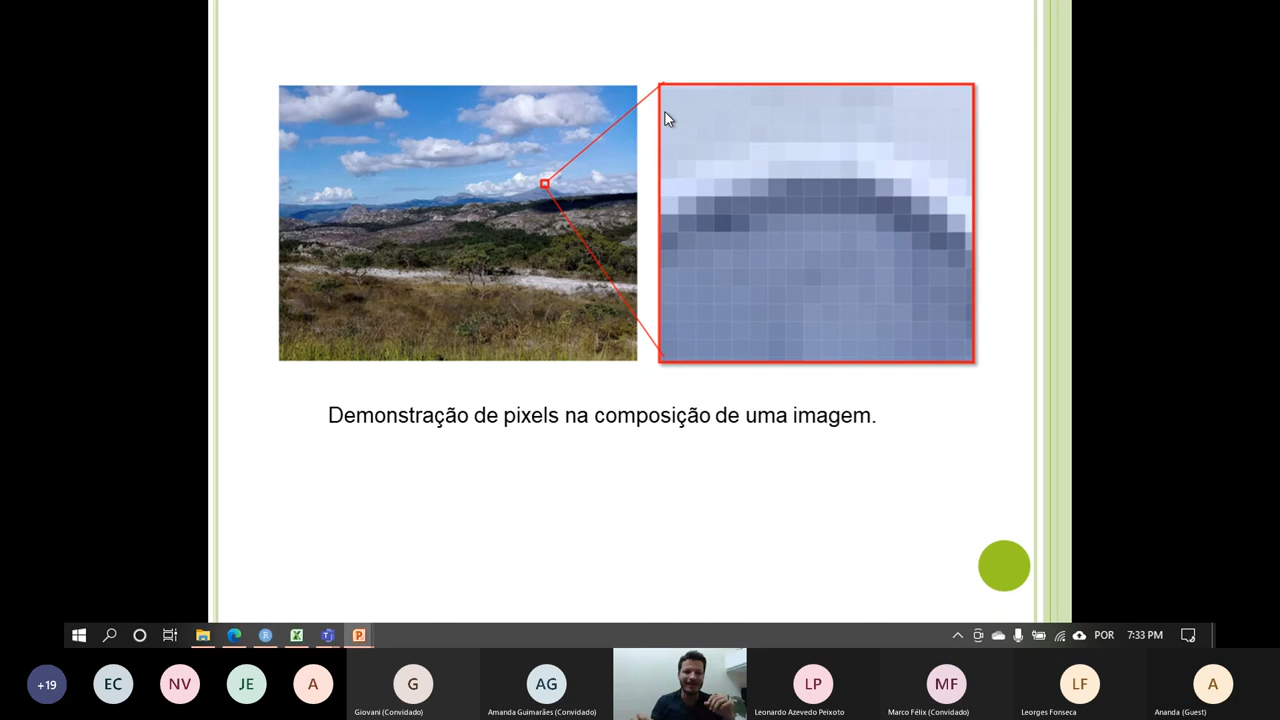 Demonstração de pixels na composição de uma imagem.
POR 7:33 PM
+19
EC
NV
JE
A
G
AG
LP
MF
LF
A
Giovani (Convidado)
Amanda Guimarães (Convidado)
Leonardo Azevedo Peixoto
Marco Félix (Convidado)
Leorges Fonseca
Ananda (Guest)